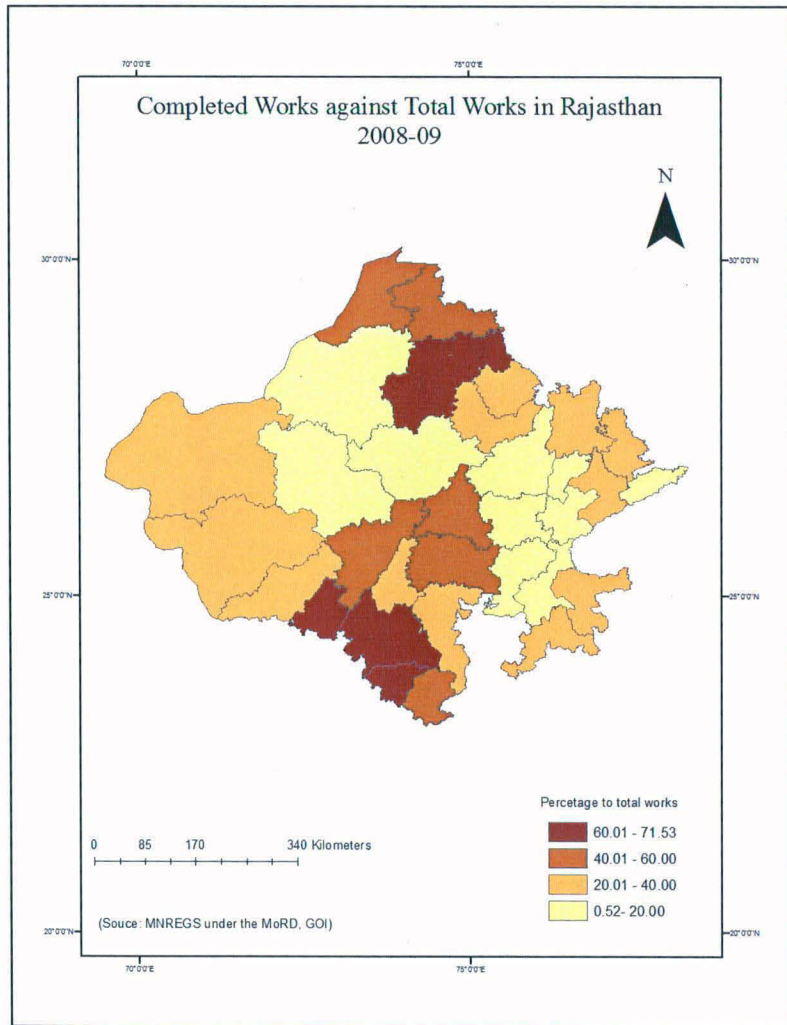 70°0'0"E 75°0'0"E
Completed Works against Total Works in Rajasthan
2008-09
N
30°0'0"N 30°0'0"N
25°0'0"N 25°0'0"N
Percetage to total works
60.01 - 71.53
40.01 - 60.00
20.01 - 40.00
0.52- 20.00
0 85 170 340 Kilometers
(Souce: MNREGS under the MoRD, GOI)
20°0'0"N 20°0'0"N
70°0'0"E 75°0'0"E